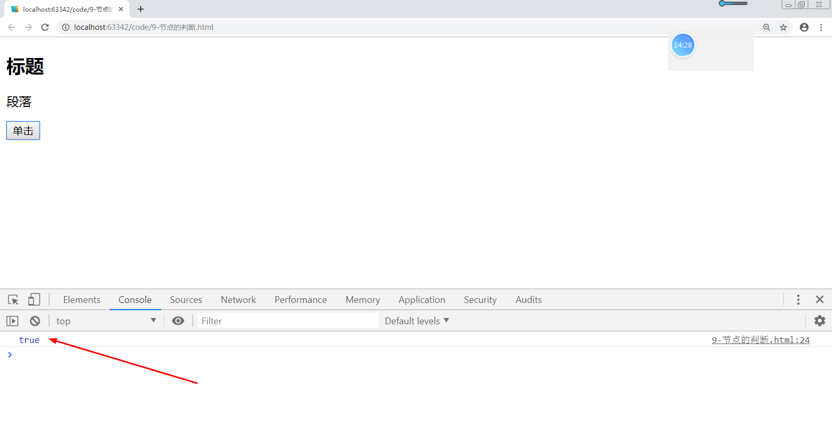 localhost:63342/code/9-节点的
localhost:63342/code/9-节点的判断.html
14:28
标题
段落
单击
Elements Console Sources Network Performance Memory Application Security Audits
top Filter Default levels
true 9-节点的判断.html:24